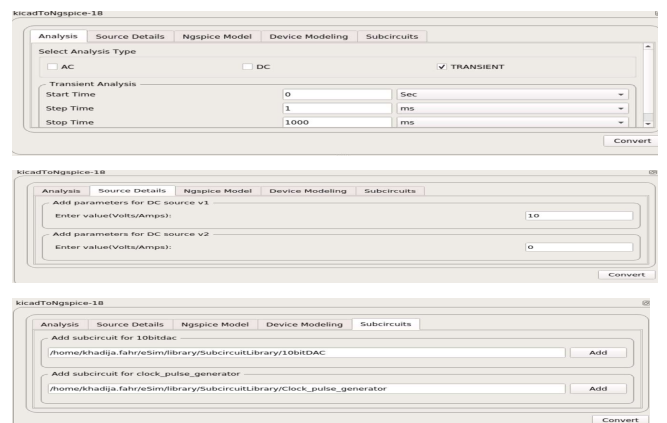 kicadToNgspice-18
Analysis Source Details Ngspice Model Device Modeling Subcircuits
Select Analysis Type
AC DC TRANSIENT
Transient Analysis
Start Time 0 Sec
Step Time 1 ms
Stop Time 1000 ms
Convert
kicadToNgspice-18
Analysis Source Details Ngspice Model Device Modeling Subcircuits
Add parameters for DC source v1
Enter value(Volts/Amps): 10
Add parameters for DC source v2
Enter value(Volts/Amps): 0
Convert
kicadToNgspice-18
Analysis Source Details Ngspice Model Device Modeling Subcircuits
Add subcircuit for 10bitdac
/home/khadija.fahr/eSim/library/SubcircuitLibrary/10bitDAC Add
Add subcircuit for clock_pulse_generator
/home/khadija.fahr/eSim/library/SubcircuitLibrary/Clock_pulse_generator Add
Convert